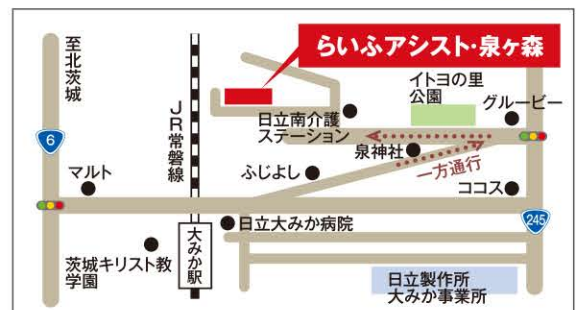 至北茨城
6
マルト
茨城キリスト教
学園
JR常磐線
大みか駅
らいふアシスト・泉ヶ森
日立南介護
ステーション
イトヨの里
公園
グルービー
泉神社
一方通行
ふじよし
ココス
日立大みか病院
245
日立製作所
大みか事業所